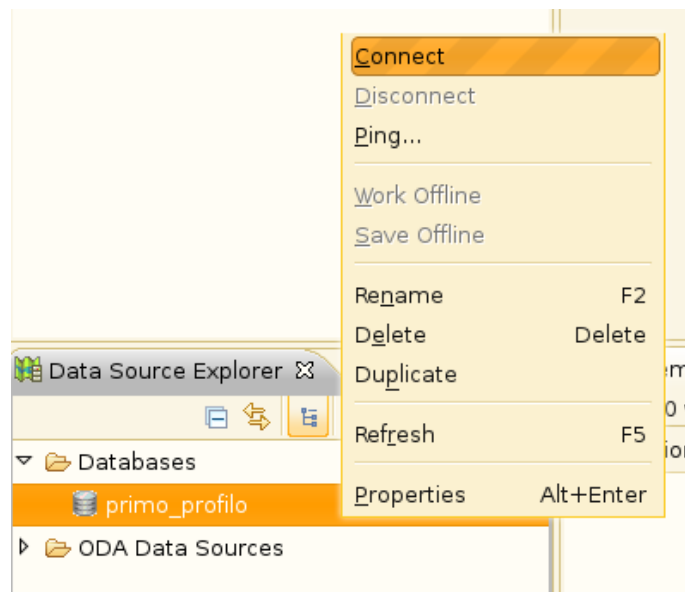 Connect
Disconnect
Ping...
Work Offline
Save Offline
Rename F2
Delete Delete
Duplicate
Refresh F5
Properties Alt+Enter
Data Source Explorer
Databases
primo_profilo
ODA Data Sources